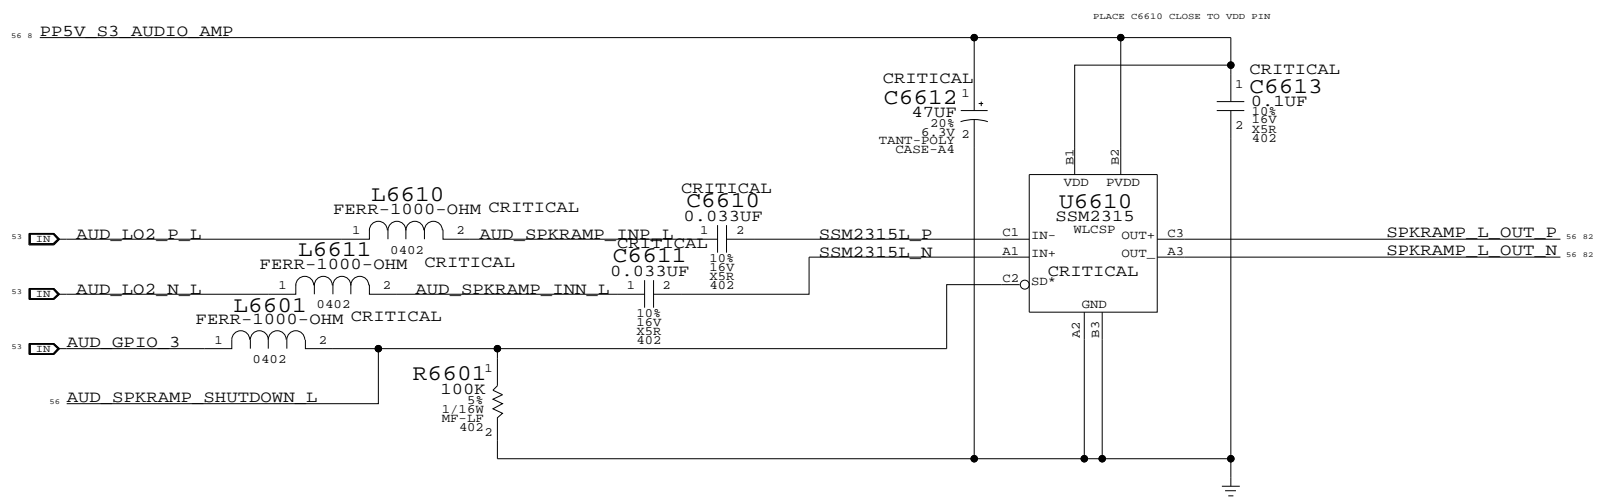 PLACE C6610 CLOSE TO VDD PIN
56 8 PP5V_S3_AUDIO_AMP
CRITICAL
C6612
1
+
47UF
20%
6.3V
2
TANT-POLY
CASE-A4
CRITICAL
1
C6613
0.1UF
10%
16V
2
X5R
402
B1
B2
VDD
PVDD
U6610
SSM2315
WLCSP
C1
IN-
OUT+
C3
A1
IN+
OUT_
A3
CRITICAL
C2
SD*
GND
A2
B3
L6610
FERR-1000-OHM
CRITICAL
1
2
0402
CRITICAL
C6610
0.033UF
1
2
10%
16V
X5R
402
53 IN AUD_LO2_P_L
AUD_SPKRAMP_INP_L
SSM2315L_P
SPKRAMP_L_OUT_P 56 82
L6611
FERR-1000-OHM
CRITICAL
1
2
0402
CRITICAL
C6611
0.033UF
1
2
10%
16V
X5R
402
SSM2315L_N
SPKRAMP_L_OUT_N 56 82
53 IN AUD_LO2_N_L
AUD_SPKRAMP_INN_L
L6601
FERR-1000-OHM
CRITICAL
1
2
0402
53 IN AUD_GPIO_3
R6601
1
100K
5%
1/16W
MF-LF
402
2
56 AUD_SPKRAMP_SHUTDOWN_L